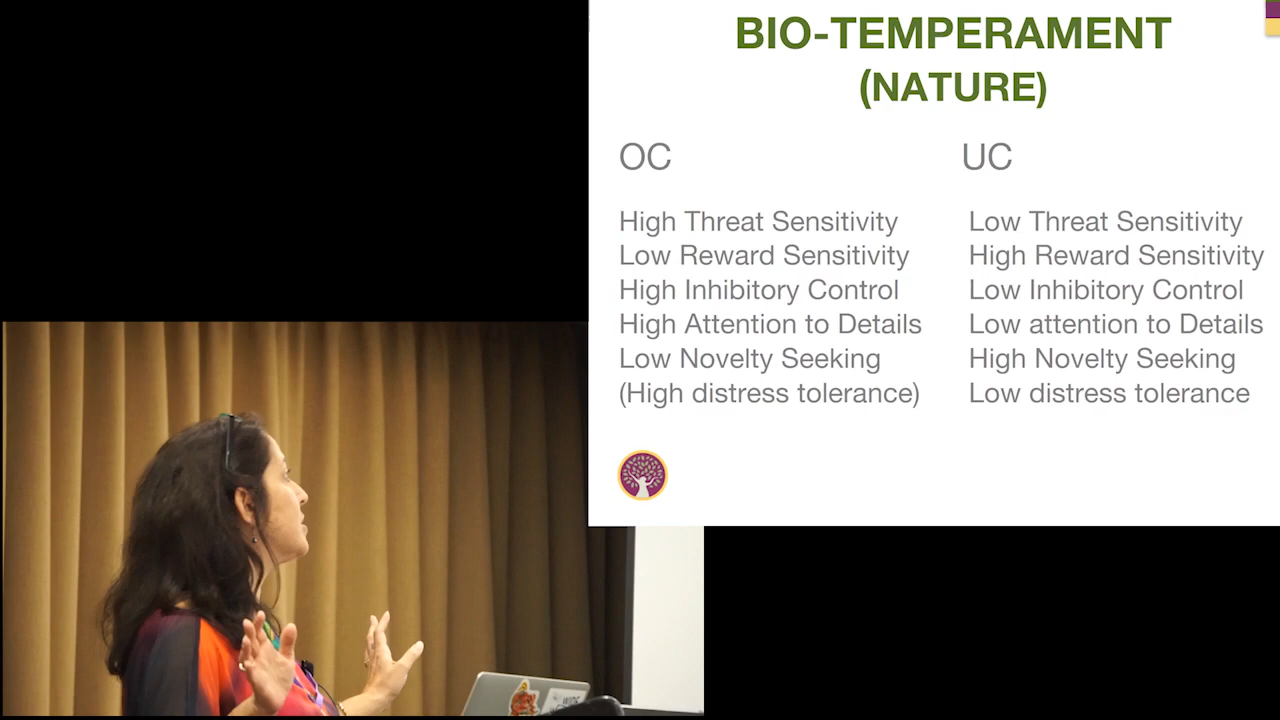 BIO-TEMPERAMENT
(NATURE)
OC
UC
High Threat Sensitivity
Low Threat Sensitivity
Low Reward Sensitivity
High Reward Sensitivity
High Inhibitory Control
Low Inhibitory Control
High Attention to Details
Low attention to Details
Low Novelty Seeking
High Novelty Seeking
(High distress tolerance)
Low distress tolerance